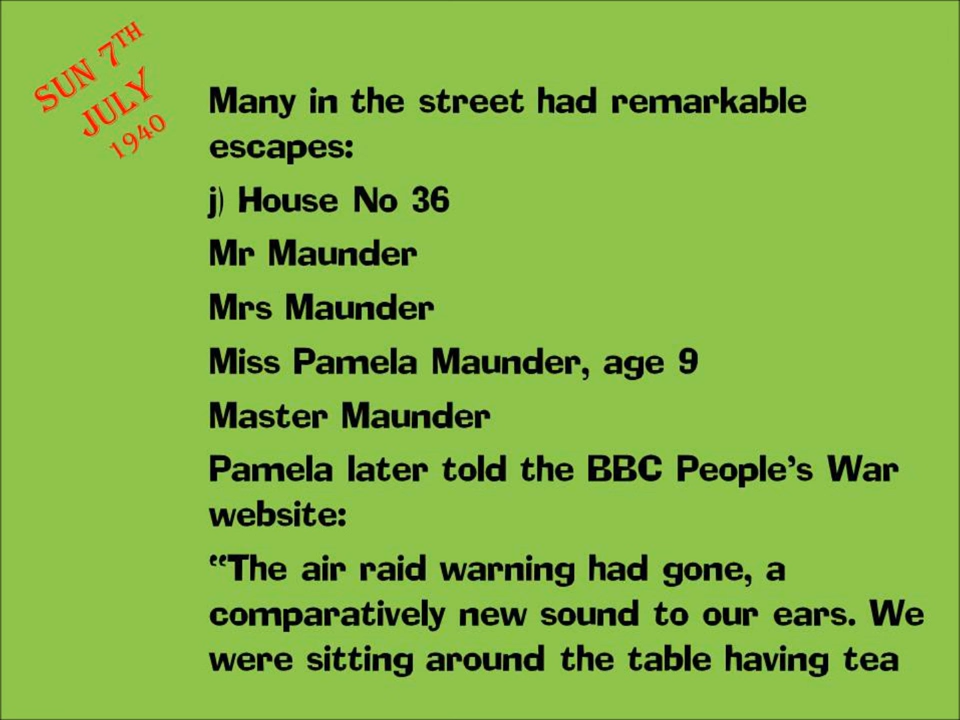 SUN 7TH
JULY
1940
Many in the street had remarkable
escapes:
j) House No 36
Mr Maunder
Mrs Maunder
Miss Pamela Maunder, age 9
Master Maunder
Pamela later told the BBC People’s War
website:
“The air raid warning had gone, a
comparatively new sound to our ears. We
were sitting around the table having tea